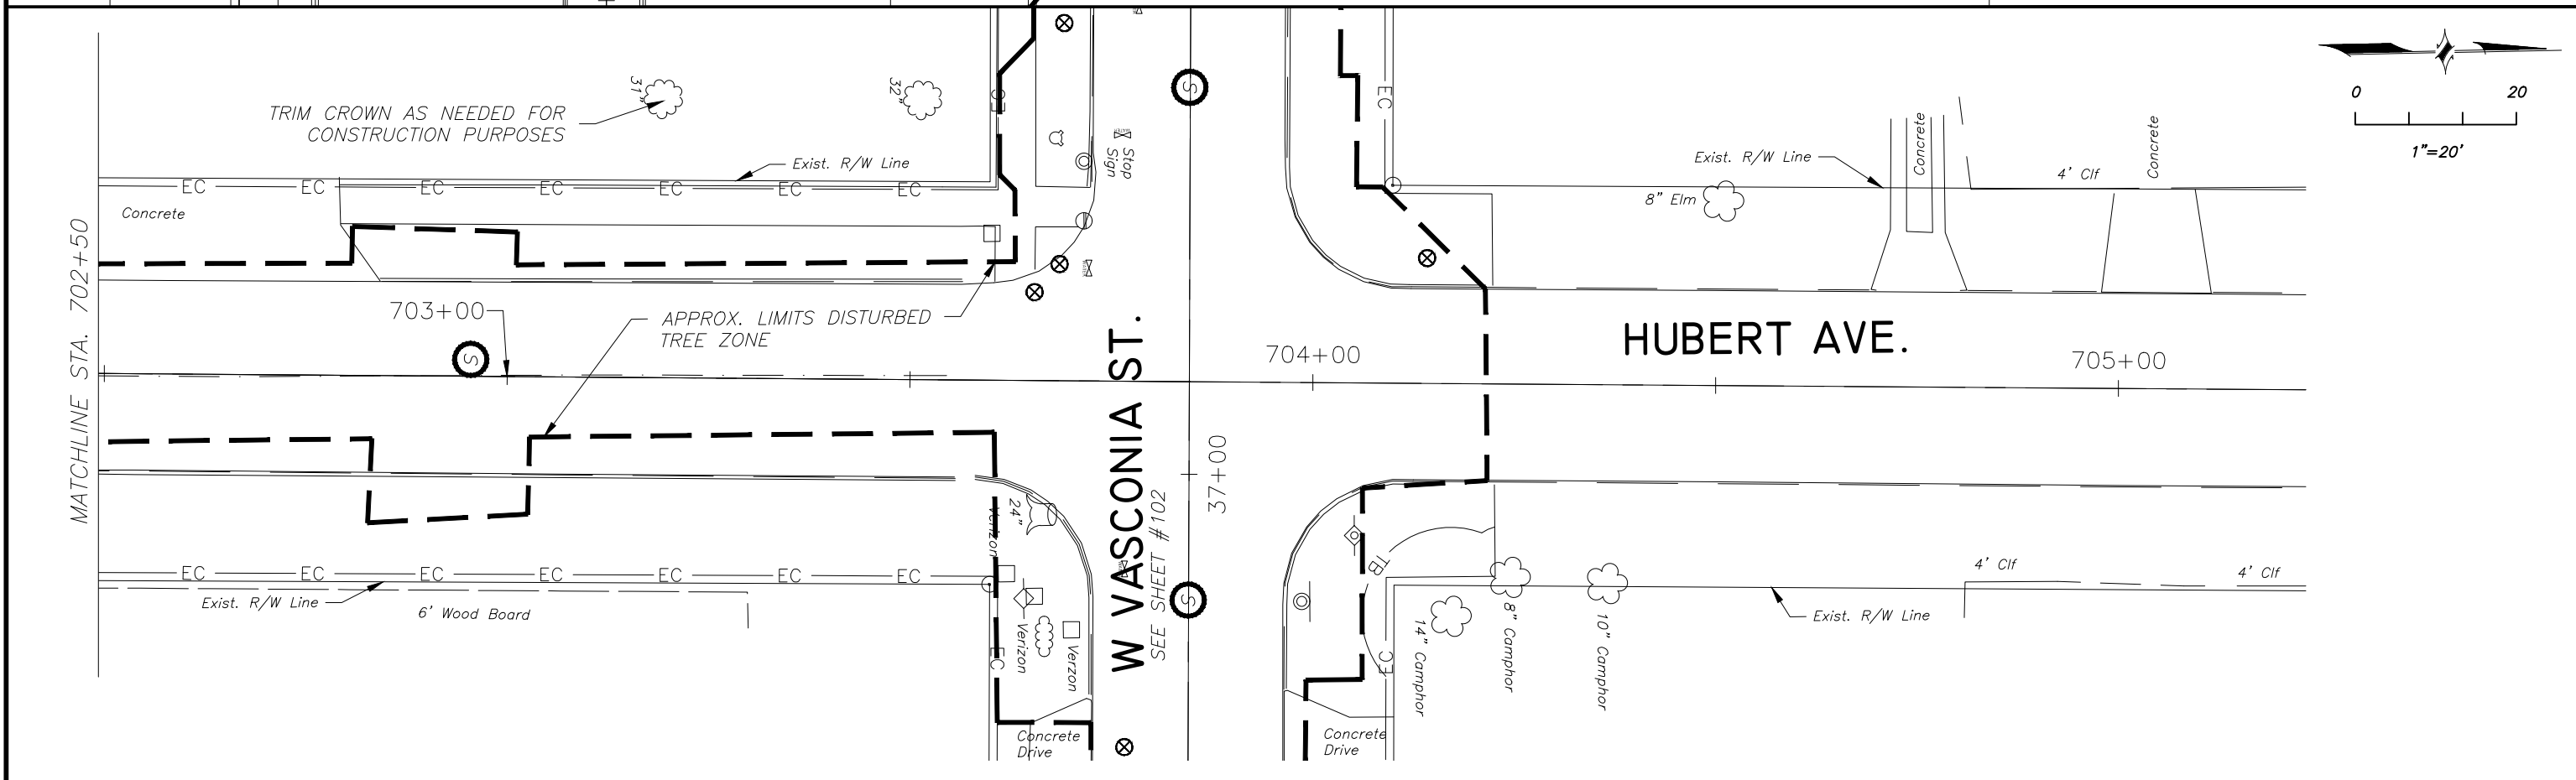 31"
32"
TRIM CROWN AS NEEDED FOR
CONSTRUCTION PURPOSES
Exist. R/W Line
EC EC EC EC EC EC EC
EC
Concrete
MATCHLINE STA. 702+50
703+00
S
APPROX. LIMITS DISTURBED
TREE ZONE
Stop
Sign
S
EC
W VASCONIA ST.
SEE SHEET #102
37+00
704+00
HUBERT AVE.
705+00
Exist. R/W Line
8" Elm
Concrete
4' Clf
Concrete
0 20
1"=20'
EC EC EC EC EC EC EC
Exist. R/W Line
6' Wood Board
Verizon
24"
Verizon
Verzon
EC
Concrete
Drive
S
TB
EC
Concrete
Drive
14" Camphor
8" Camphor
10" Camphor
Exist. R/W Line
4' Clf
4' Clf